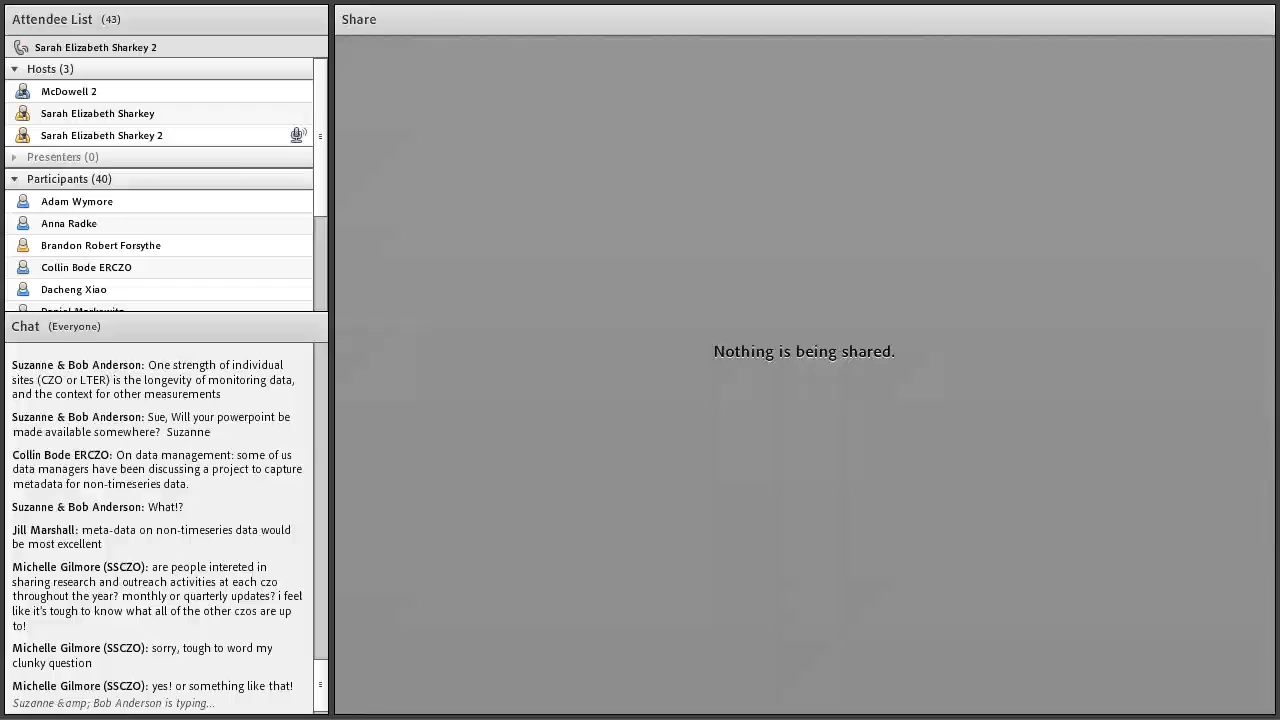 Attendee List (43)
Sarah Elizabeth Sharkey 2
Hosts (3)
McDowell 2
Sarah Elizabeth Sharkey
Sarah Elizabeth Sharkey 2
Presenters (0)
Participants (40)
Adam Wymore
Anna Radke
Brandon Robert Forsythe
Collin Bode ERCZO
Dacheng Xiao
Chat (Everyone)
Suzanne & Bob Anderson: One strength of individual
sites (CZO or LTER) is the longevity of monitoring data,
and the context for other measurements
Suzanne & Bob Anderson: Sue, Will your powerpoint be
made available somewhere?  Suzanne
Collin Bode ERCZO: On data management: some of us
data managers have been discussing a project to capture
metadata for non-timeseries data.
Suzanne & Bob Anderson: What!?
Jill Marshall: meta-data on non-timeseries data would
be most excellent
Michelle Gilmore (SSCZO): are people intereted in
sharing research and outreach activities at each czo
throughout the year? monthly or quarterly updates? i feel
like it's tough to know what all of the other czos are up
to!
Michelle Gilmore (SSCZO): sorry, tough to word my
clunky question
Michelle Gilmore (SSCZO): yes! or something like that!
Suzanne &amp; Bob Anderson is typing...
Share
Nothing is being shared.